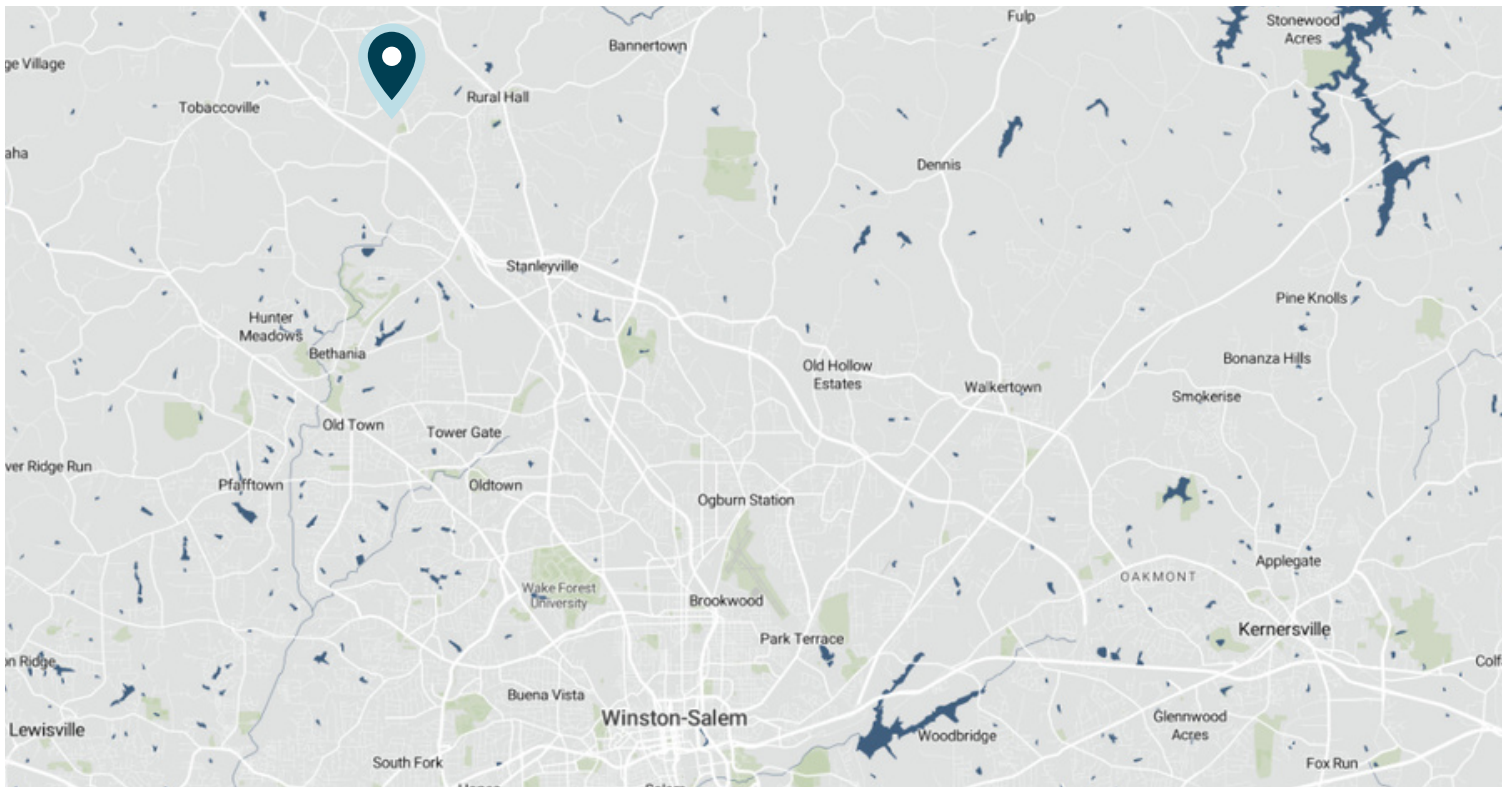 Fulp
Stonewood
Acres
Bannertown
ge Village
Rural Hall
Tobaccoville
aha
Dennis
Stanleyville
Pine Knolls
Hunter
Meadows
Bethania
Bonanza Hills
Old Hollow
Estates
Walkertown
Smokerise
Old Town
Tower Gate
ver Ridge Run
Pfafftown
Oldtown
Ogburn Station
Applegate
OAKMONT
Wake Forest
University
Brookwood
Kernersville
Park Terrace
on Ridge
Colf
Buena Vista
Winston-Salem
Glennwood
Acres
Lewisville
Woodbridge
South Fork
Fox Run